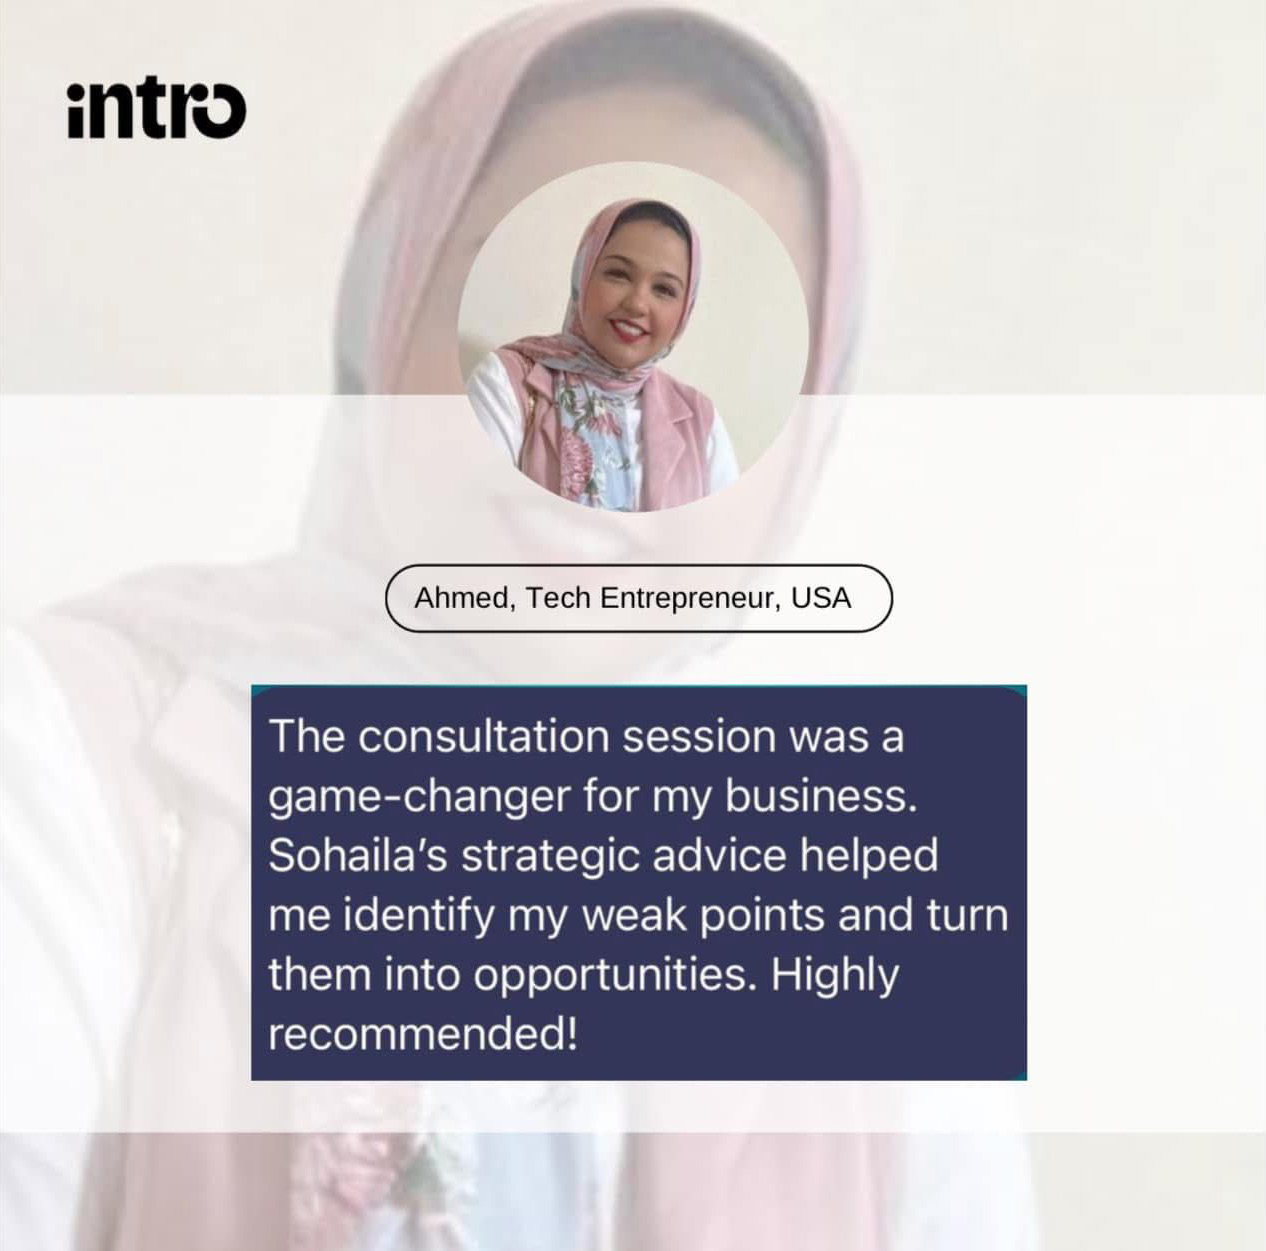 intro
Ahmed, Tech Entrepreneur, USA
The consultation session was a
game-changer for my business.
Sohaila’s strategic advice helped
me identify my weak points and turn
them into opportunities. Highly
recommended!